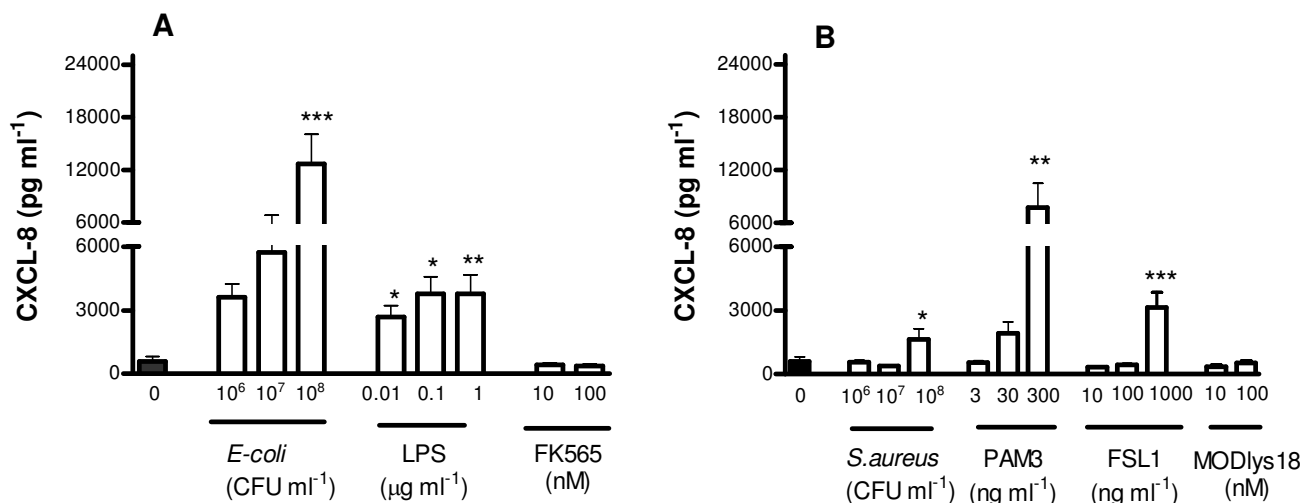 A
CXCL-8 (pg ml⁻¹)
24000
18000
12000
6000
6000
3000
0
***
*
*
**
0 10⁶ 10⁷ 10⁸ 0.01 0.1 1 10 100
E-coli LPS FK565
(CFU ml⁻¹) (µg ml⁻¹) (nM)
B
CXCL-8 (pg ml⁻¹)
24000
18000
12000
6000
6000
3000
0
*
**
***
0 10⁶ 10⁷ 10⁸ 3 30 300 10 100 1000 10 100
S.aureus PAM3 FSL1 MODlys18
(CFU ml⁻¹) (ng ml⁻¹) (ng ml⁻¹) (nM)